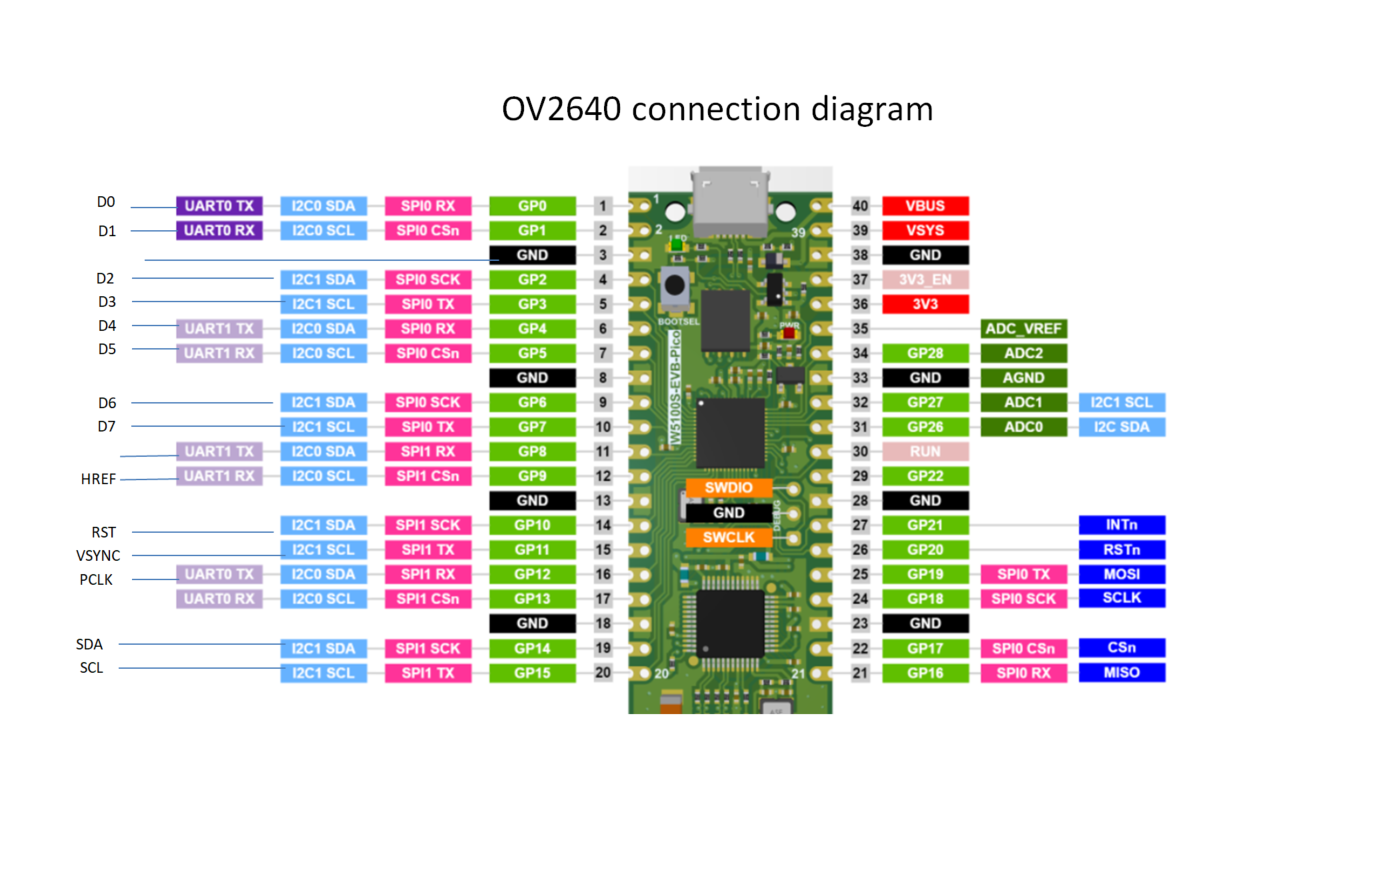 OV2640 connection diagram
D0 UART0 TX I2C0 SDA SPI0 RX GP0 1 1 40 VBUS
D1 UART0 RX I2C0 SCL SPI0 CSn GP1 2 2 39 39 VSYS
LED
GND 3 38 GND
D2 I2C1 SDA SPI0 SCK GP2 4 37 3V3_EN
D3 I2C1 SCL SPI0 TX GP3 5 36 3V3
BOOTSEL
D4 UART1 TX I2C0 SDA SPI0 RX GP4 6 PWR 35 ADC_VREF
D5 UART1 RX I2C0 SCL SPI0 CSn GP5 7 34 GP28 ADC2
GND 8 33 GND AGND
W5100S-EVB-Pico
D6 I2C1 SDA SPI0 SCK GP6 9 32 GP27 ADC1 I2C1 SCL
D7 I2C1 SCL SPI0 TX GP7 10 31 GP26 ADC0 I2C SDA
UART1 TX I2C0 SDA SPI1 RX GP8 11 30 RUN
HREF UART1 RX I2C0 SCL SPI1 CSn GP9 12 29 GP22
SWDIO
GND 13 28 GND
GND
DEBUG
RST I2C1 SDA SPI1 SCK GP10 14 27 GP21 INTn
SWCLK
VSYNC I2C1 SCL SPI1 TX GP11 15 26 GP20 RSTn
PCLK UART0 TX I2C0 SDA SPI1 RX GP12 16 25 GP19 SPI0 TX MOSI
UART0 RX I2C0 SCL SPI1 CSn GP13 17 24 GP18 SPI0 SCK SCLK
GND 18 23 GND
SDA I2C1 SDA SPI1 SCK GP14 19 22 GP17 SPI0 CSn CSn
SCL I2C1 SCL SPI1 TX GP15 20 20 21 21 GP16 SPI0 RX MISO